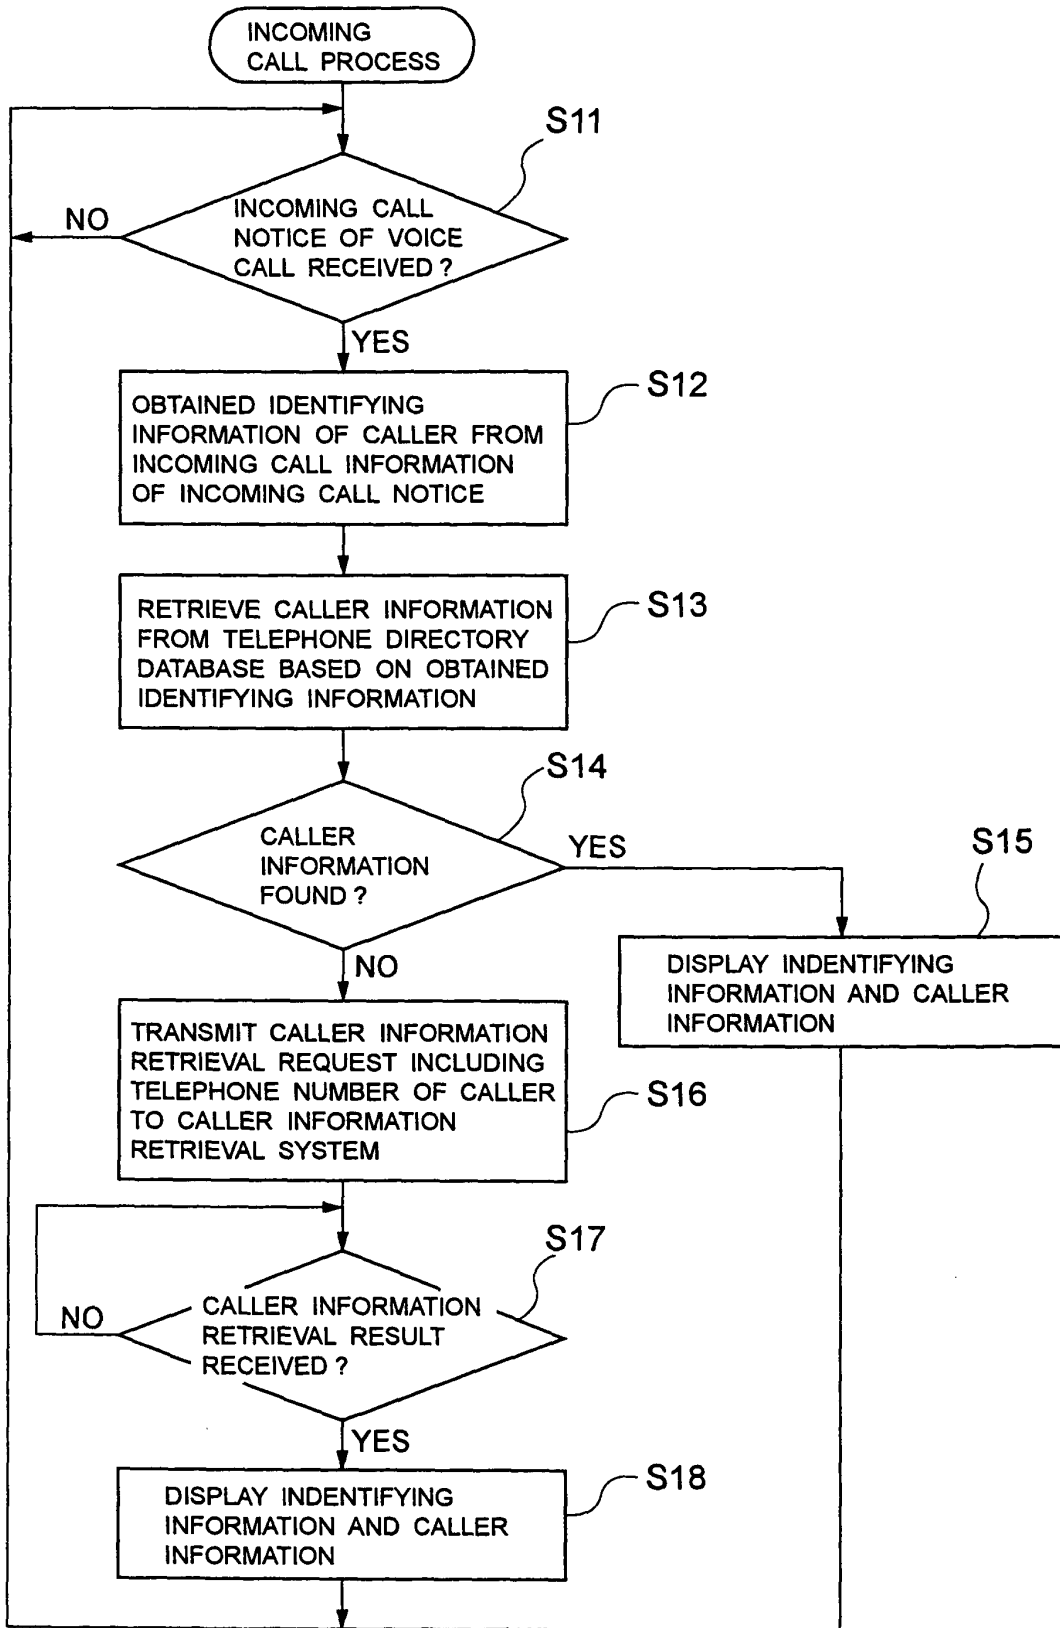 INCOMING
CALL PROCESS
S11
INCOMING CALL
NOTICE OF VOICE
CALL RECEIVED ?
NO
YES
S12
OBTAINED IDENTIFYING
INFORMATION OF CALLER FROM
INCOMING CALL INFORMATION
OF INCOMING CALL NOTICE
S13
RETRIEVE CALLER INFORMATION
FROM TELEPHONE DIRECTORY
DATABASE BASED ON OBTAINED
IDENTIFYING INFORMATION
S14
CALLER
INFORMATION
FOUND ?
YES
NO
S15
DISPLAY INDENTIFYING
INFORMATION AND CALLER
INFORMATION
TRANSMIT CALLER INFORMATION
RETRIEVAL REQUEST INCLUDING
TELEPHONE NUMBER OF CALLER
TO CALLER INFORMATION
RETRIEVAL SYSTEM
S16
S17
CALLER INFORMATION
RETRIEVAL RESULT
RECEIVED ?
NO
YES
S18
DISPLAY INDENTIFYING
INFORMATION AND CALLER
INFORMATION